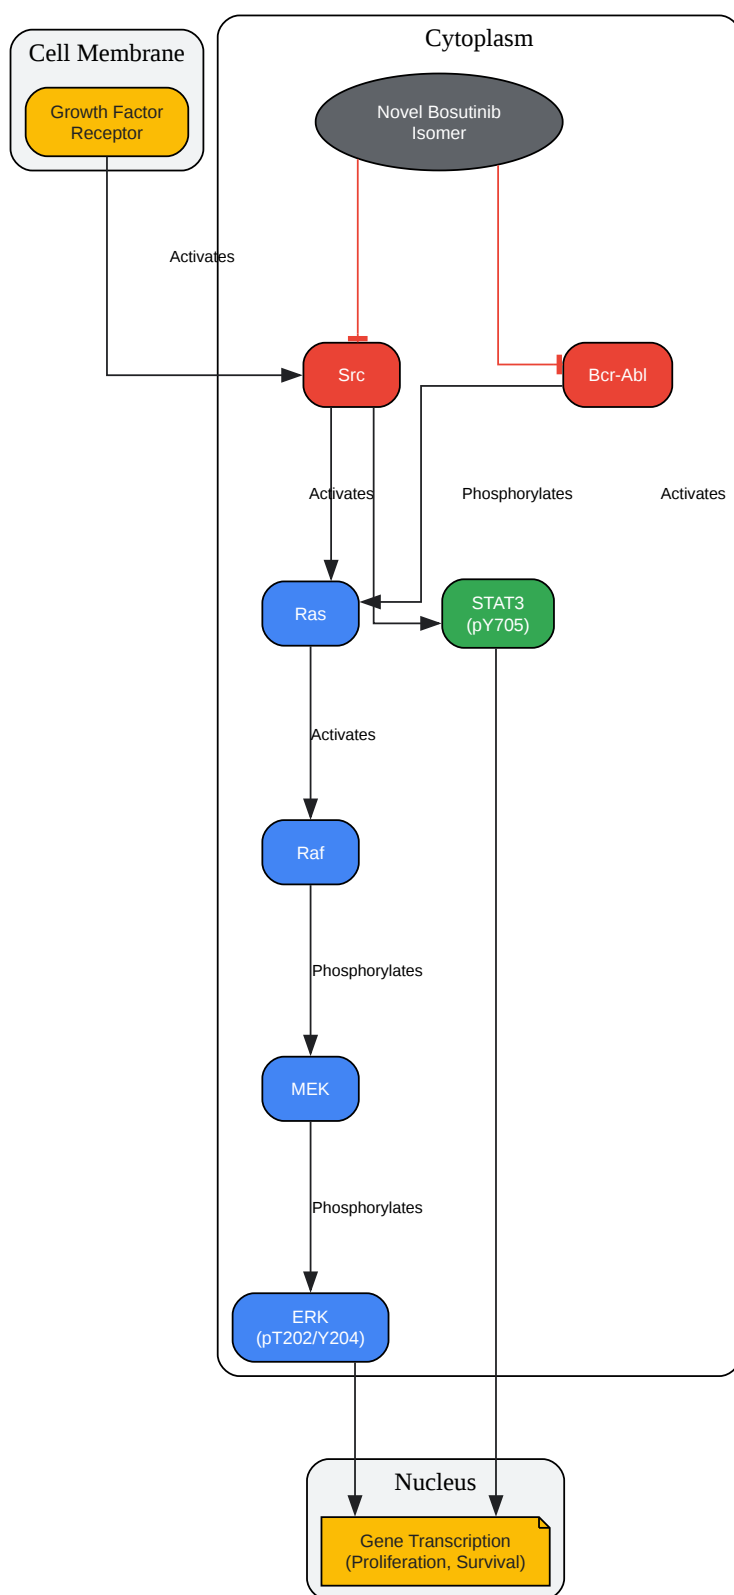 Cell Membrane
Growth Factor
Receptor
Cytoplasm
Novel Bosutinib
Isomer
Activates
Src
Bcr-Abl
Activates
Phosphorylates
Activates
Ras
STAT3
(pY705)
Activates
Raf
Phosphorylates
MEK
Phosphorylates
ERK
(pT202/Y204)
Nucleus
Gene Transcription
(Proliferation, Survival)